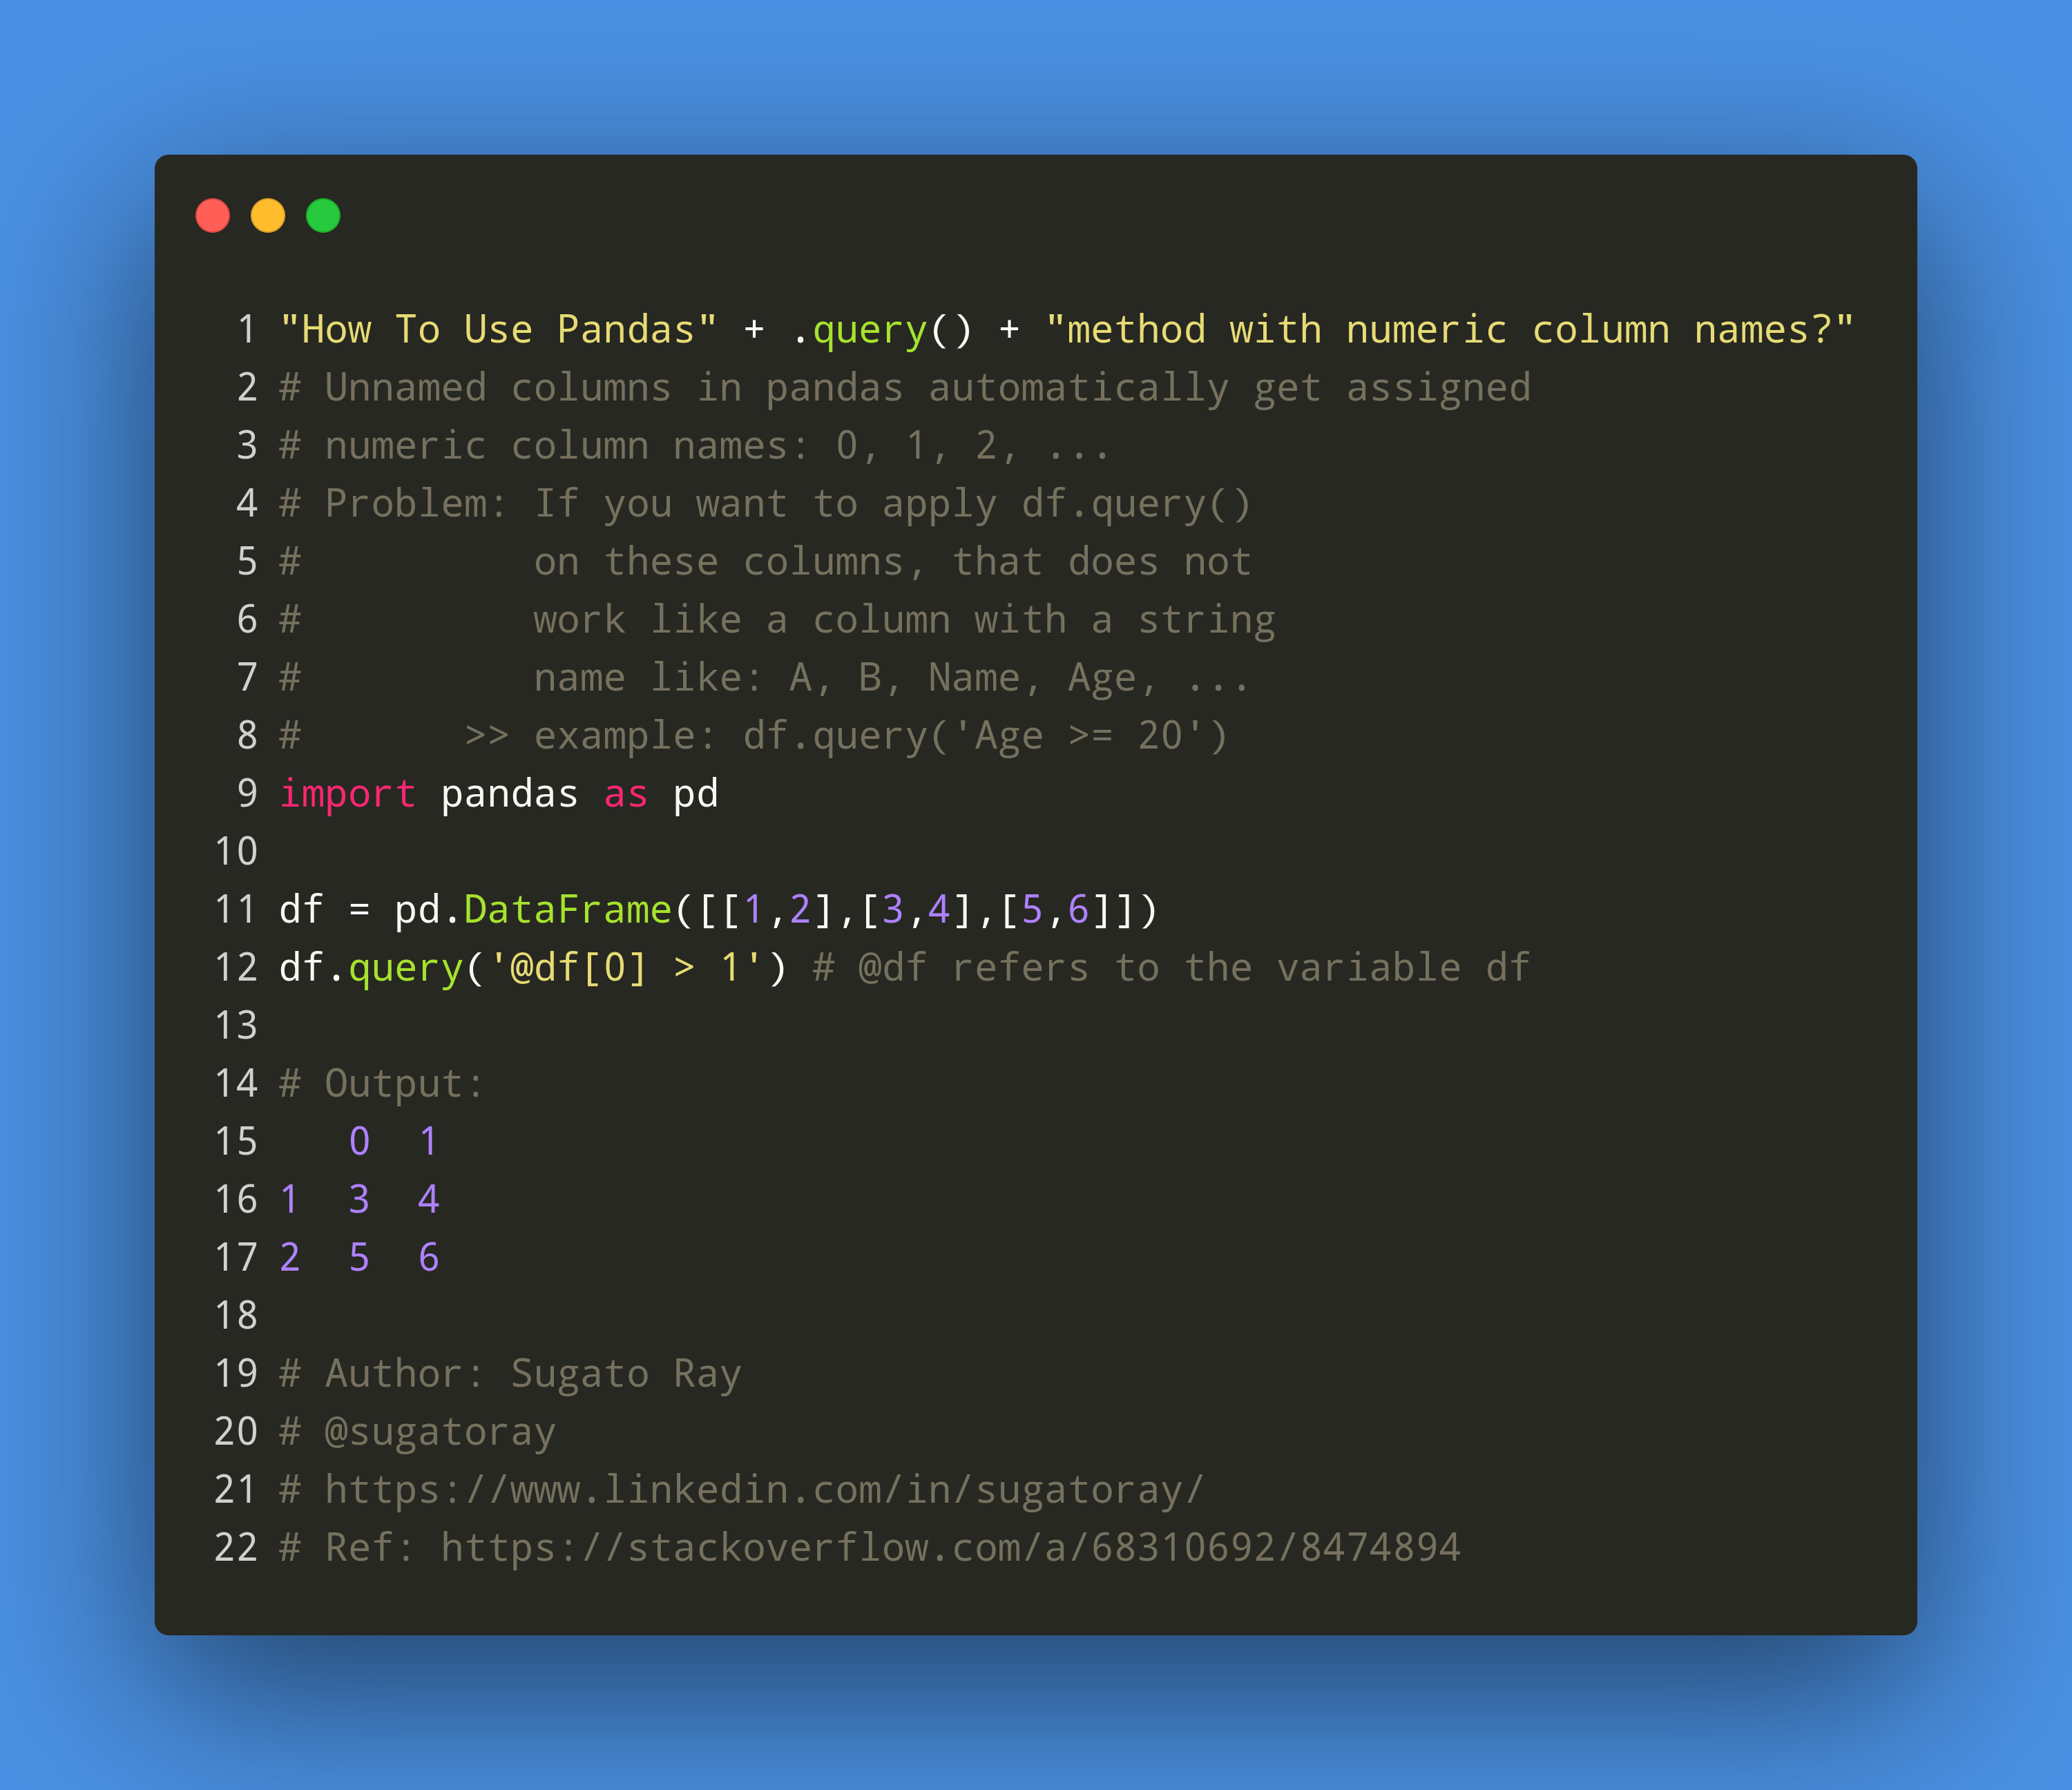 1 "How To Use Pandas" + .query() + "method with numeric column names?"
2 # Unnamed columns in pandas automatically get assigned
3 # numeric column names: 0, 1, 2, ...
4 # Problem: If you want to apply df.query()
5 #          on these columns, that does not
6 #          work like a column with a string
7 #          name like: A, B, Name, Age, ...
8 #       >> example: df.query('Age >= 20')
9 import pandas as pd
10
11 df = pd.DataFrame([[1,2],[3,4],[5,6]])
12 df.query('@df[0] > 1') # @df refers to the variable df
13
14 # Output:
15    0  1
16 1  3  4
17 2  5  6
18
19 # Author: Sugato Ray
20 # @sugatoray
21 # https://www.linkedin.com/in/sugatoray/
22 # Ref: https://stackoverflow.com/a/68310692/8474894